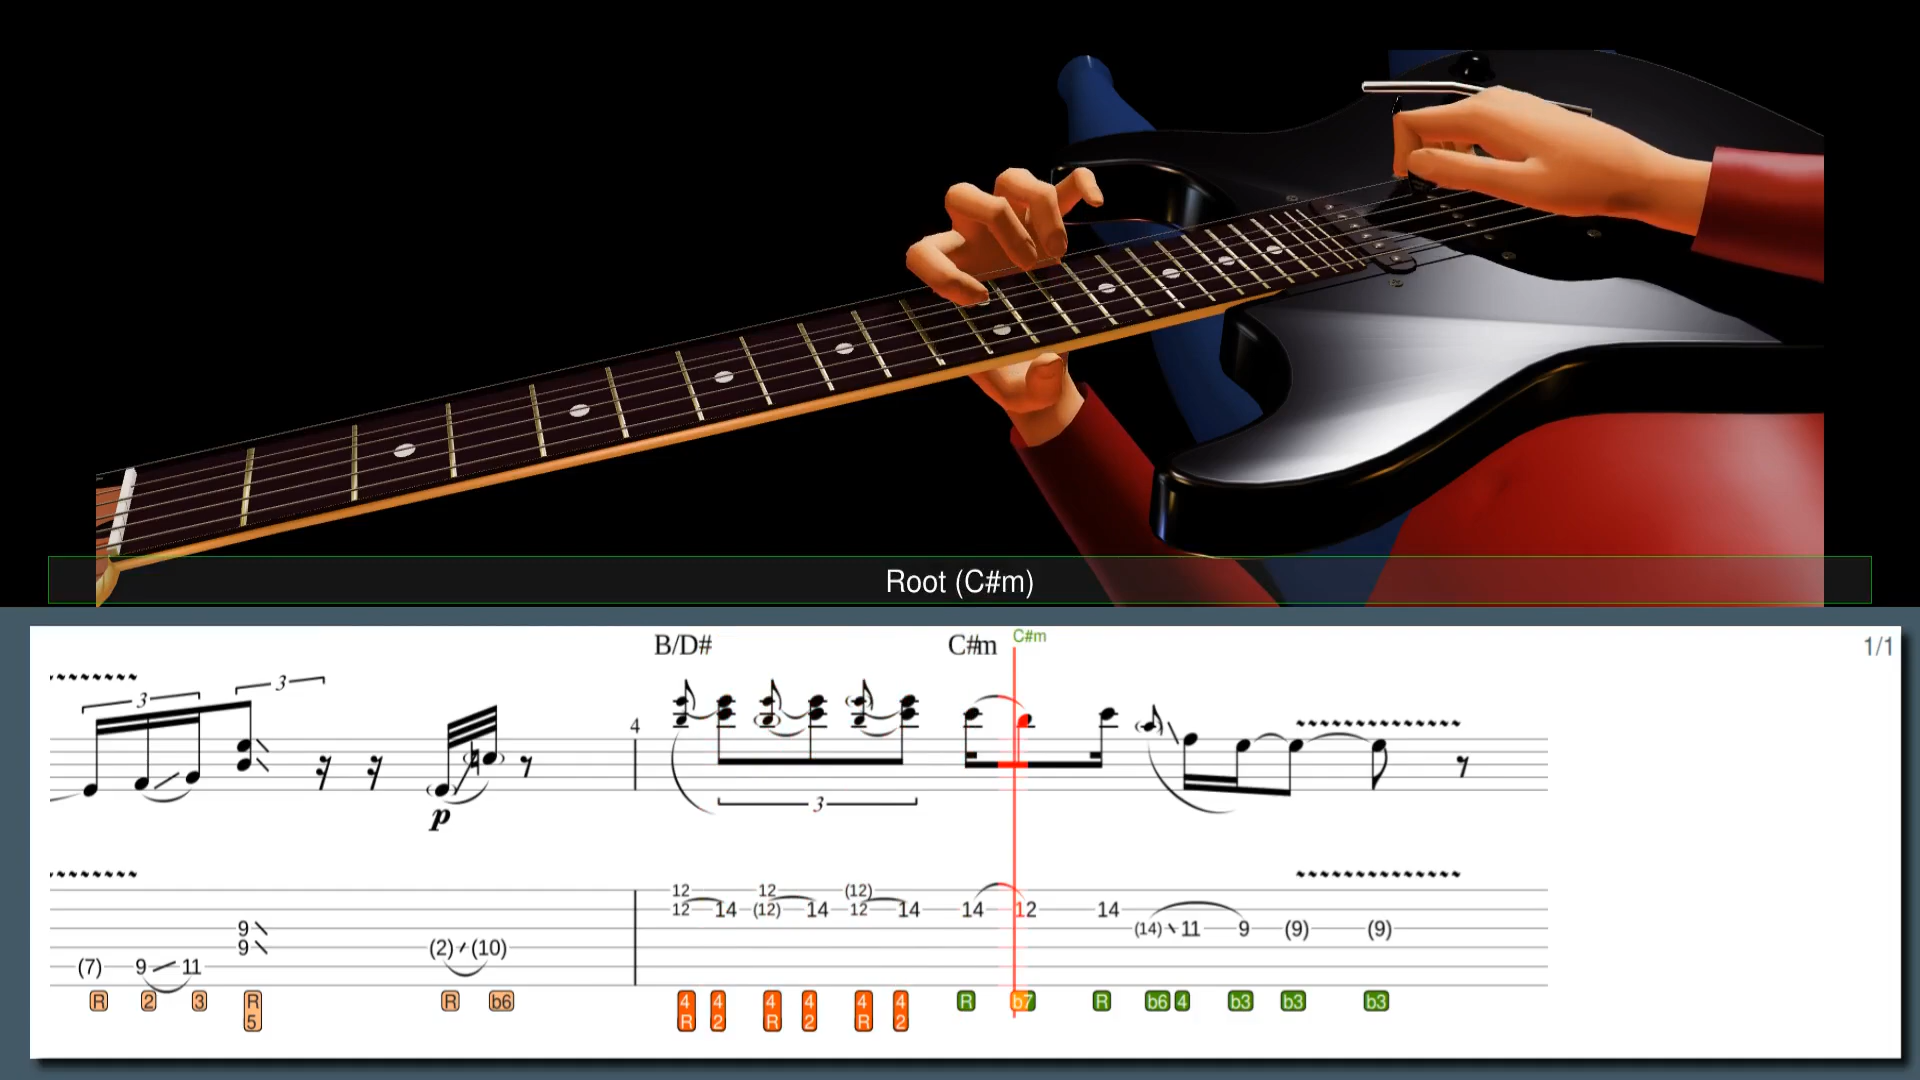 Root (C#m)
B/D# C#m C#m 1/1
3 3
4
p
3
12 12 (12)
12 14 (12) 14 12 14 14 12 14
9 (14) 11 9 (9) (9)
9 (2) (10)
(7) 9 11
R 2 3 R R b6 4 4 4 4 4 4 R b7 R b6 4 b3 b3 b3
5 R 2 R 2 R 2